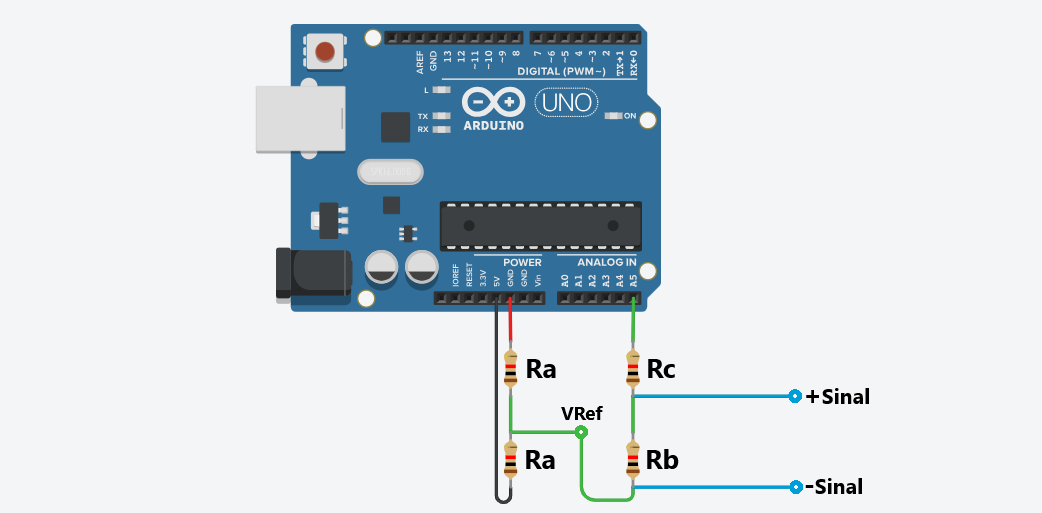 AREF
GND
13
12
~11
~10
~9
8
7
~6
~5
4
~3
2
TX→1
RX←0
DIGITAL (PWM~)
L
TX
RX
ARDUINO
UNO
ON
POWER
ANALOG IN
IOREF
RESET
3.3V
5V
GND
GND
Vin
A0
A1
A2
A3
A4
A5
Ra
Rc
+Sinal
VRef
Ra
Rb
-Sinal